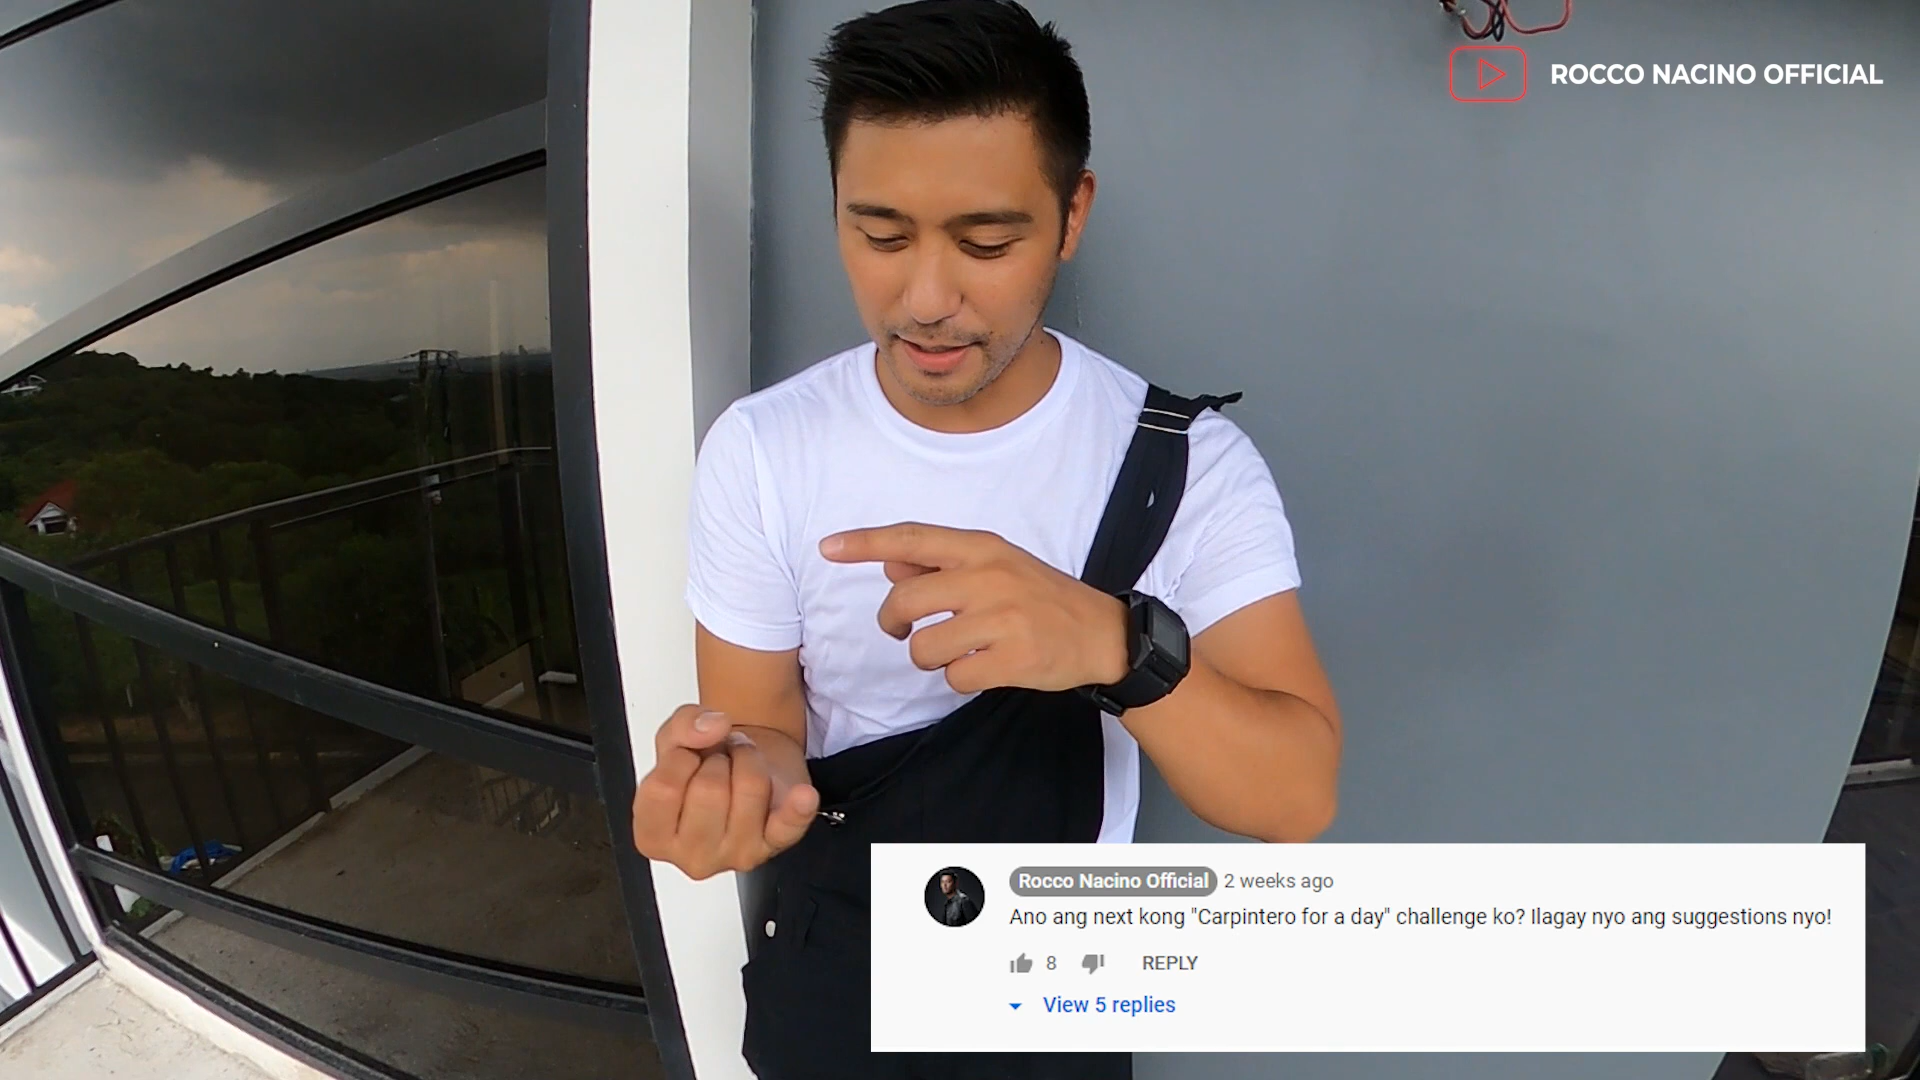 ROCCO NACINO OFFICIAL
Rocco Nacino Official 2 weeks ago
Ano ang next kong "Carpintero for a day" challenge ko? Ilagay nyo ang suggestions nyo!
8 REPLY
View 5 replies